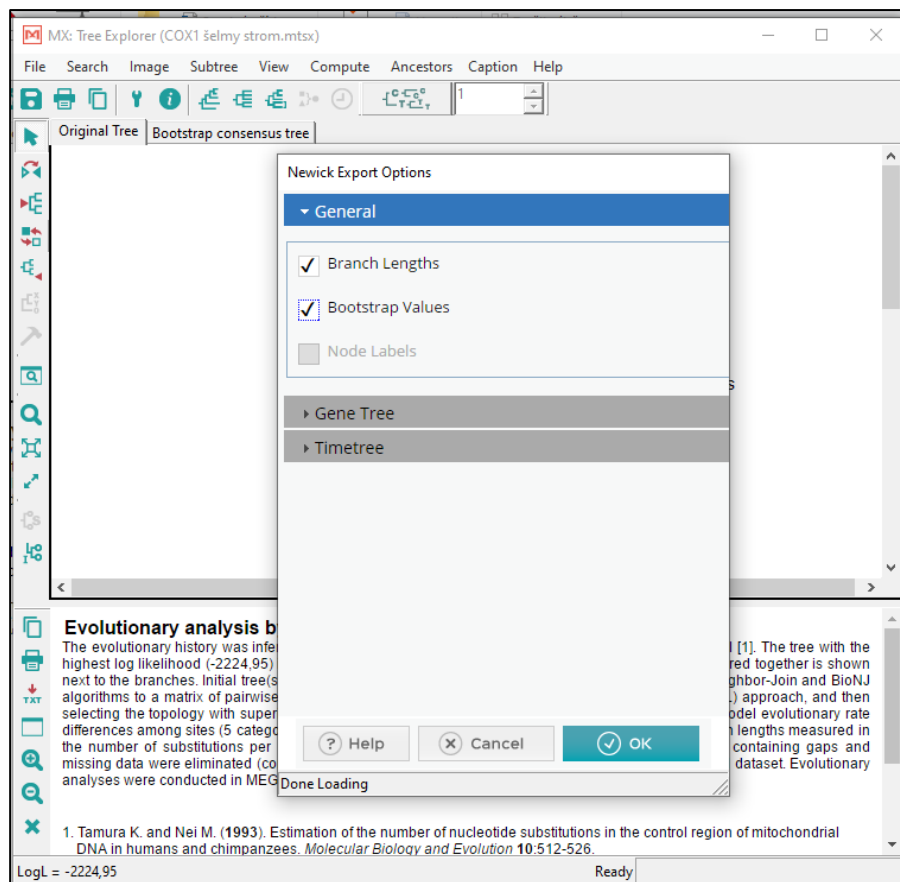 MX: Tree Explorer (COX1 šelmy strom.mtsx)
File Search Image Subtree View Compute Ancestors Caption Help
1
Original Tree Bootstrap consensus tree
Newick Export Options
General
Branch Lengths
Bootstrap Values
Node Labels
s
Gene Tree
Timetree
Evolutionary analysis b
The evolutionary history was infe l [1]. The tree with the
highest log likelihood (-2224,95) red together is shown
next to the branches. Initial tree(s ghbor-Join and BioNJ
algorithms to a matrix of pairwise .) approach, and then
selecting the topology with super odel evolutionary rate
differences among sites (5 catego n lengths measured in
the number of substitutions per containing gaps and
missing data were eliminated (co dataset. Evolutionary
analyses were conducted in MEG
? Help Cancel OK
Done Loading
1. Tamura K. and Nei M. (1993). Estimation of the number of nucleotide substitutions in the control region of mitochondrial
DNA in humans and chimpanzees. Molecular Biology and Evolution 10:512-526.
TXT
LogL = -2224,95 Ready